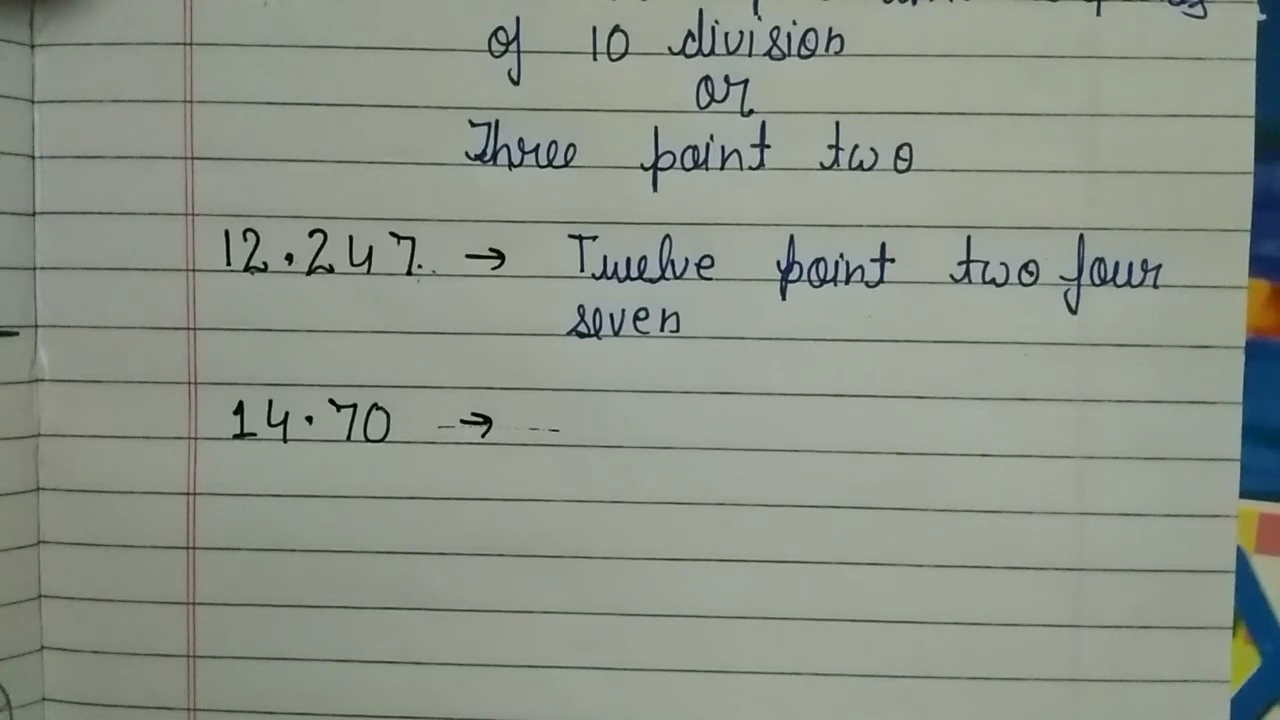 of 10 division
or
Three point two
12.247. → Twelve point two four
seven
14.70 →